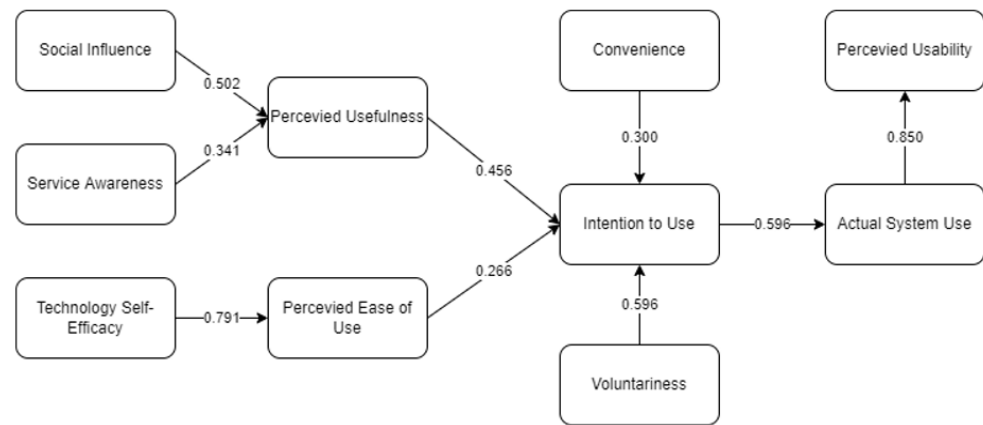 Social Influence
0.502
Service Awareness
0.341
Percevied Usefulness
Technology Self-
Efficacy
0.791
Percevied Ease of
Use
0.456
0.266
Convenience
0.300
Intention to Use
0.596
Voluntariness
0.596
Actual System Use
0.850
Percevied Usability